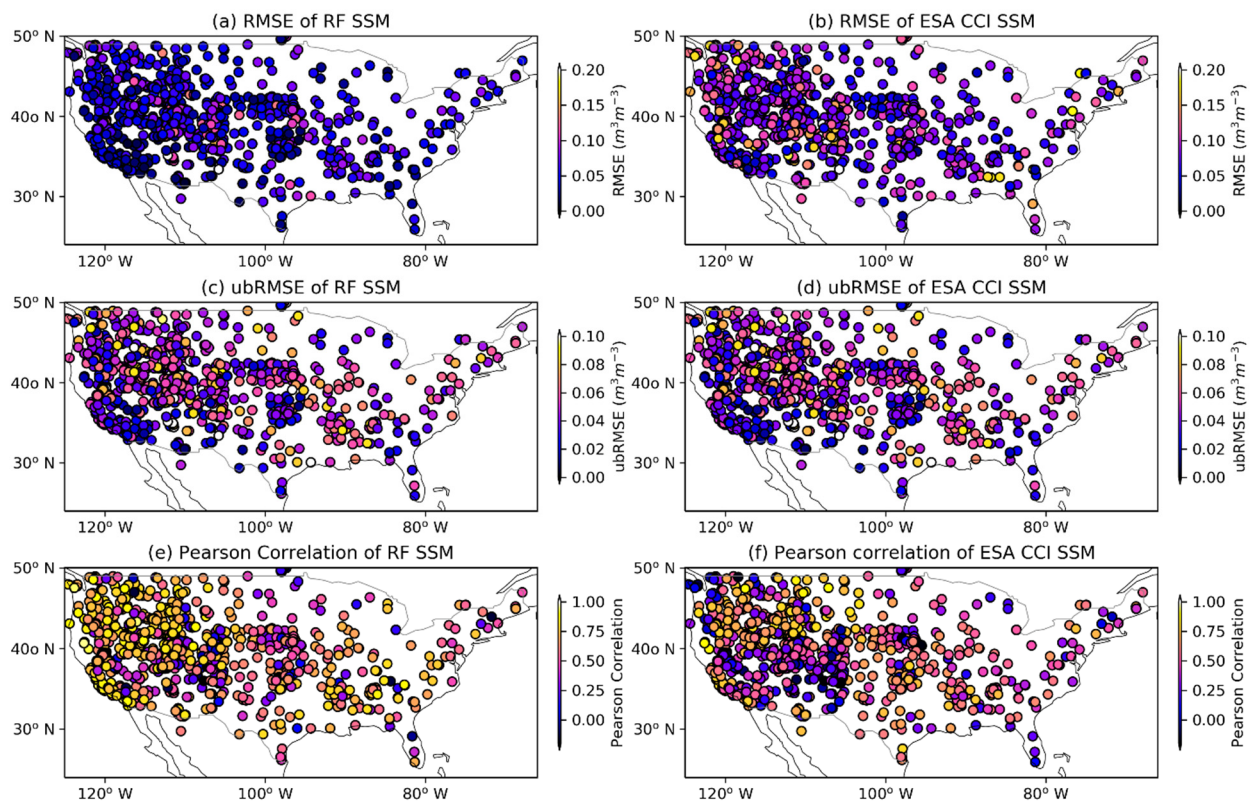 (a) RMSE of RF SSM
50° N
40o N
30° N
120° W
100° W
80° W
0.20
0.15
0.10
0.05
0.00
RMSE (m³m⁻³)
(b) RMSE of ESA CCI SSM
50° N
40o N
30° N
120° W
100° W
80° W
0.20
0.15
0.10
0.05
0.00
RMSE (m³m⁻³)
(c) ubRMSE of RF SSM
50° N
40o N
30° N
120° W
100° W
80° W
0.10
0.08
0.06
0.04
0.02
0.00
ubRMSE (m³m⁻³)
(d) ubRMSE of ESA CCI SSM
50° N
40o N
30° N
120° W
100° W
80° W
0.10
0.08
0.06
0.04
0.02
0.00
ubRMSE (m³m⁻³)
(e) Pearson Correlation of RF SSM
50° N
40o N
30° N
120° W
100° W
80° W
1.00
0.75
0.50
0.25
0.00
Pearson Correlation
(f) Pearson correlation of ESA CCI SSM
50° N
40o N
30° N
120° W
100° W
80° W
1.00
0.75
0.50
0.25
0.00
Pearson Correlation